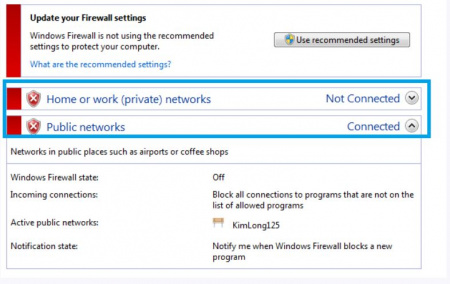 Update your Firewall settings
Windows Firewall is not using the recommended
settings to protect your computer.
Use recommended settings
What are the recommended settings?
Home or work (private) networks Not Connected
Public networks Connected
Networks in public places such as airports or coffee shops
Windows Firewall state: Off
Incoming connections: Block all connections to programs that are not on the
list of allowed programs
Active public networks: KimLong125
Notification state: Notify me when Windows Firewall blocks a new
program